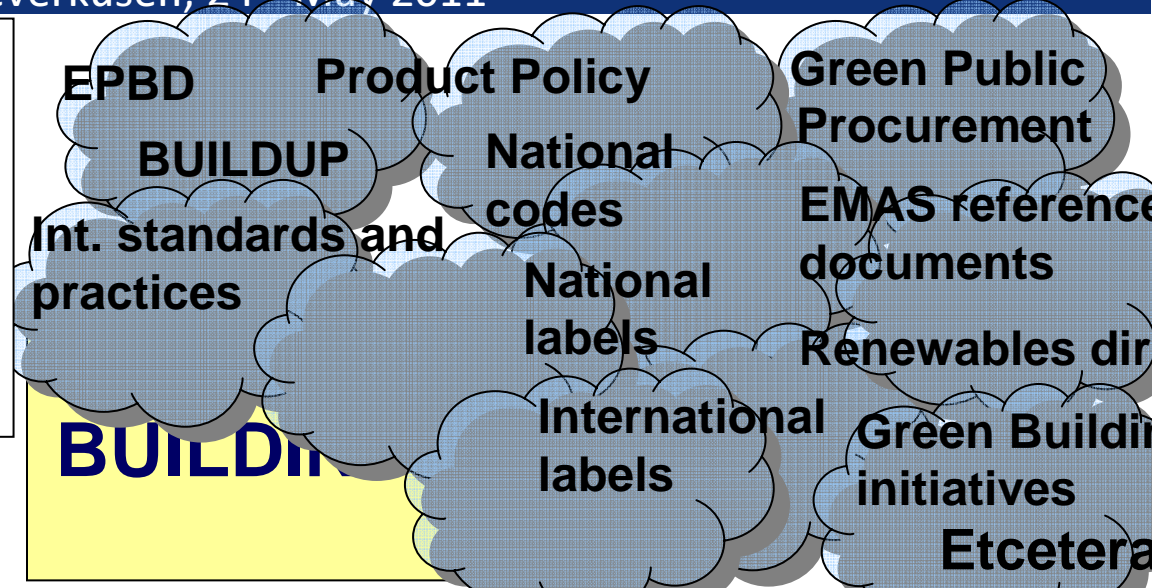 EPBD
Product Policy
Green Public
Procurement
BUILDUP
National
codes
EMAS reference
documents
Int. standards and
practices
National
labels
Renewables dir
International
labels
Green Buildin
initiatives
Etcetera